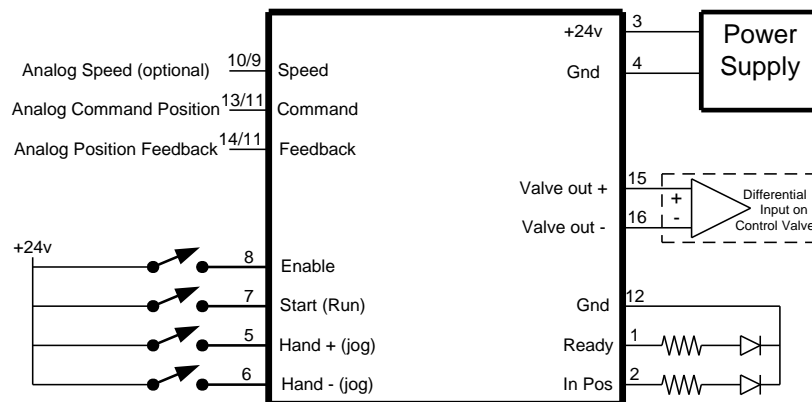 +24v
3
Power
Supply
Gnd
4
Analog Speed (optional)
10/9
Speed
Analog Command Position
13/11
Command
Analog Position Feedback
14/11
Feedback
Valve out +
15
+
Differential
Input on
Control Valve
Valve out -
16
-
+24v
8
Enable
7
Start (Run)
Gnd
12
5
Hand + (jog)
Ready
1
6
Hand - (jog)
In Pos
2